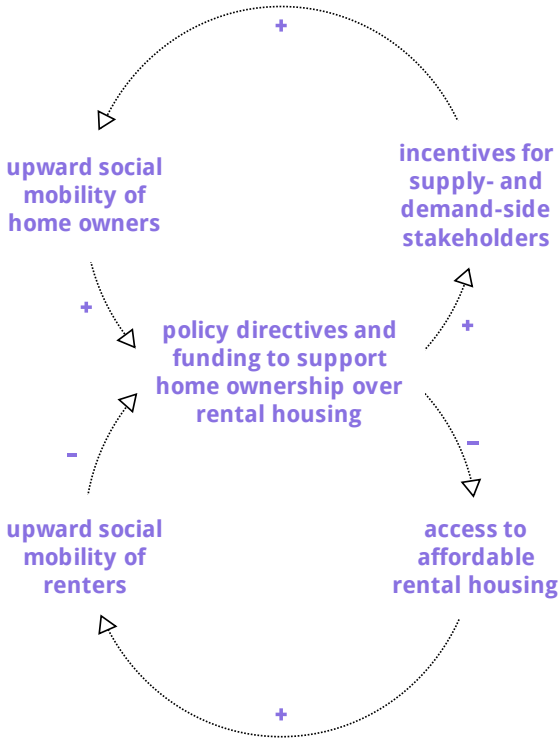 +
upward social
mobility of
home owners
incentives for
supply- and
demand-side
stakeholders
+
+
policy directives and
funding to support
home ownership over
rental housing
–
–
upward social
mobility of
renters
access to
affordable
rental housing
+